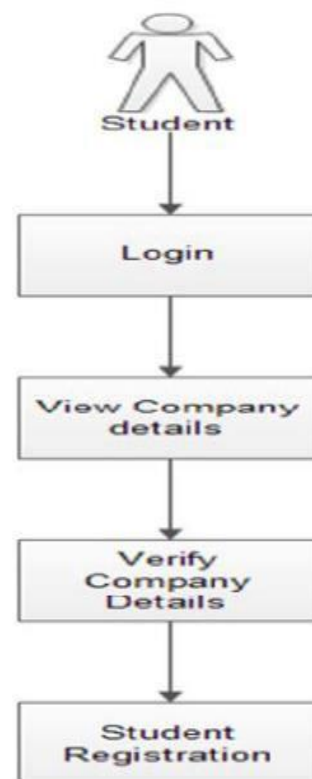 Student
Login
View Company
details
Verify
Company
Details
Student
Registration